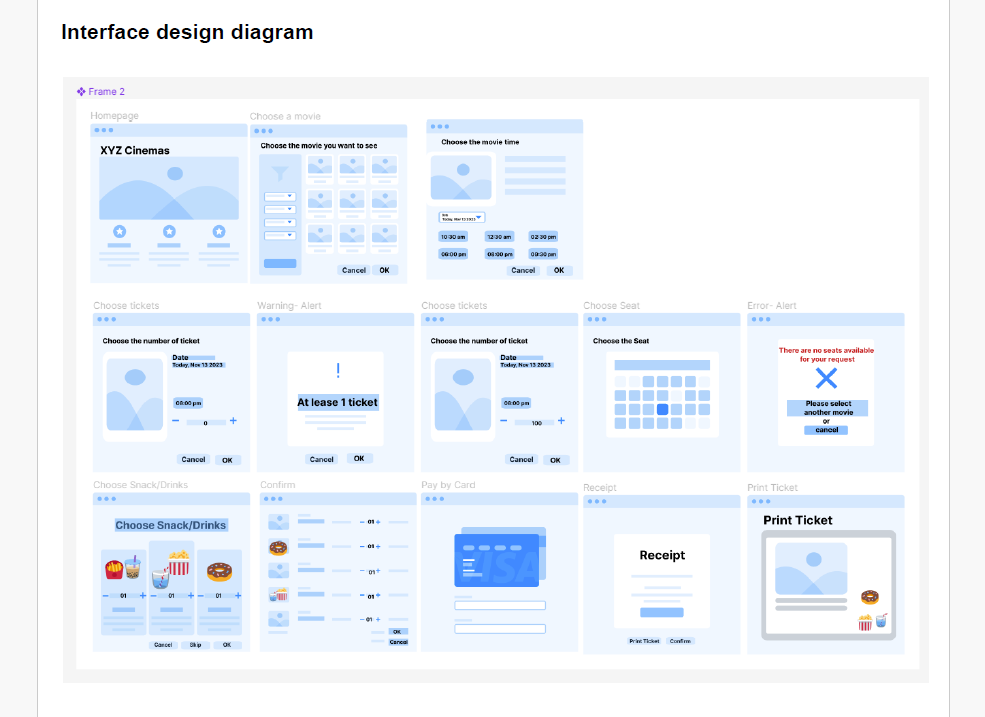 Interface design diagram
Frame 2
Homepage
XYZ Cinemas
Choose a movie
Choose the movie you want to see
Cancel OK
Choose the movie time
Today, Nov 13 2023
10:30 am 12:30 am 02:30 pm
06:00 pm 08:00 pm 09:30 pm
Cancel OK
Choose tickets
Choose the number of ticket
Date
Today, Nov 13 2023
08:00 pm
0
Cancel OK
Warning- Alert
!
At lease 1 ticket
Cancel OK
Choose tickets
Choose the number of ticket
Date
Today, Nov 13 2023
08:00 pm
100
Cancel OK
Choose Seat
Choose the Seat
Error- Alert
There are no seats available
for your request
Please select
another movie
or
cancel
Choose Snack/Drinks
Choose Snack/Drinks
01 01 01
Cancel Skip OK
Confirm
01
01
01
01
01
OK
Cancel
Pay by Card
VISA
Receipt
Receipt
Print Ticket Confirm
Print Ticket
Print Ticket